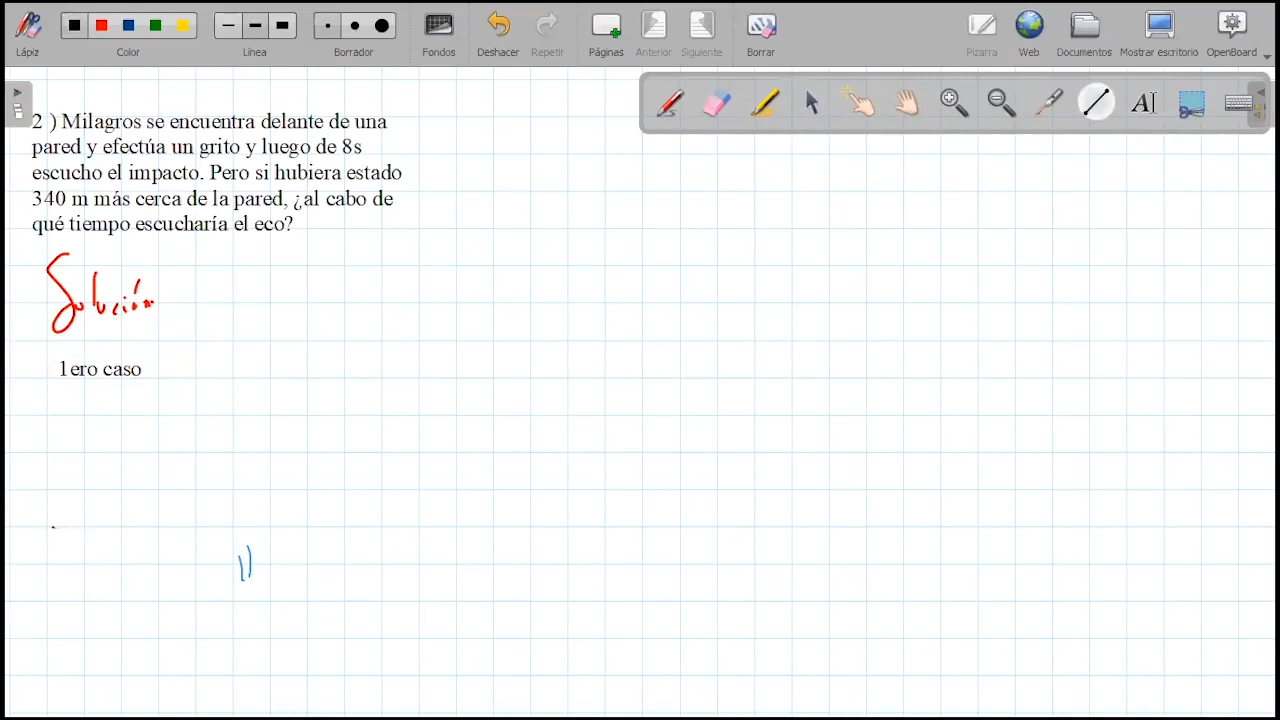 Lápiz
Color
Línea
Borrador
Fondos
Deshacer
Repetir
Páginas
Anterior
Siguiente
Borrar
Pizarra
Web
Documentos
Mostrar escritorio
OpenBoard
2 ) Milagros se encuentra delante de una
pared y efectúa un grito y luego de 8s
escucho el impacto. Pero si hubiera estado
340 m más cerca de la pared, ¿al cabo de
qué tiempo escucharía el eco?
Solución
1ero caso